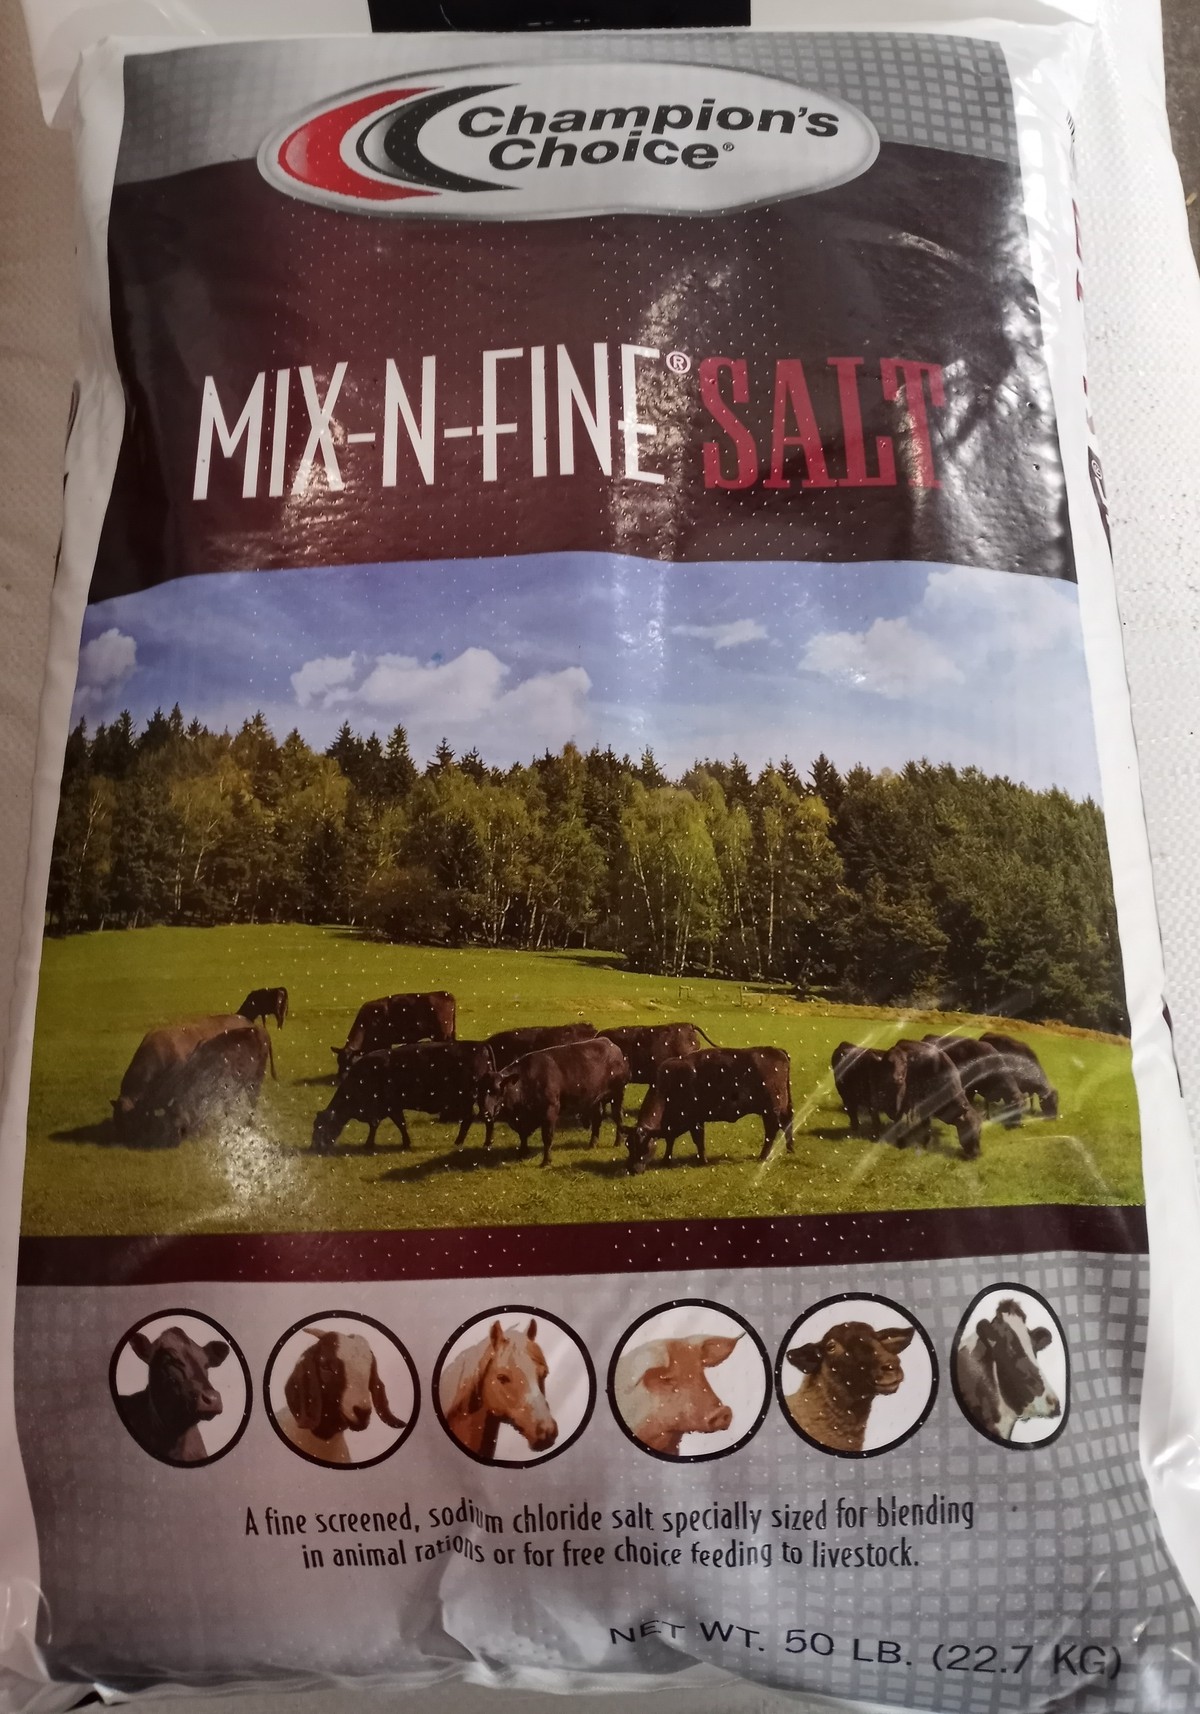 Champion's
Choice®
MIX-N-FINE® SALT
A fine screened, sodium chloride salt specially sized for blending
in animal rations or for free choice feeding to livestock.
NET WT. 50 LB. (22.7 KG)